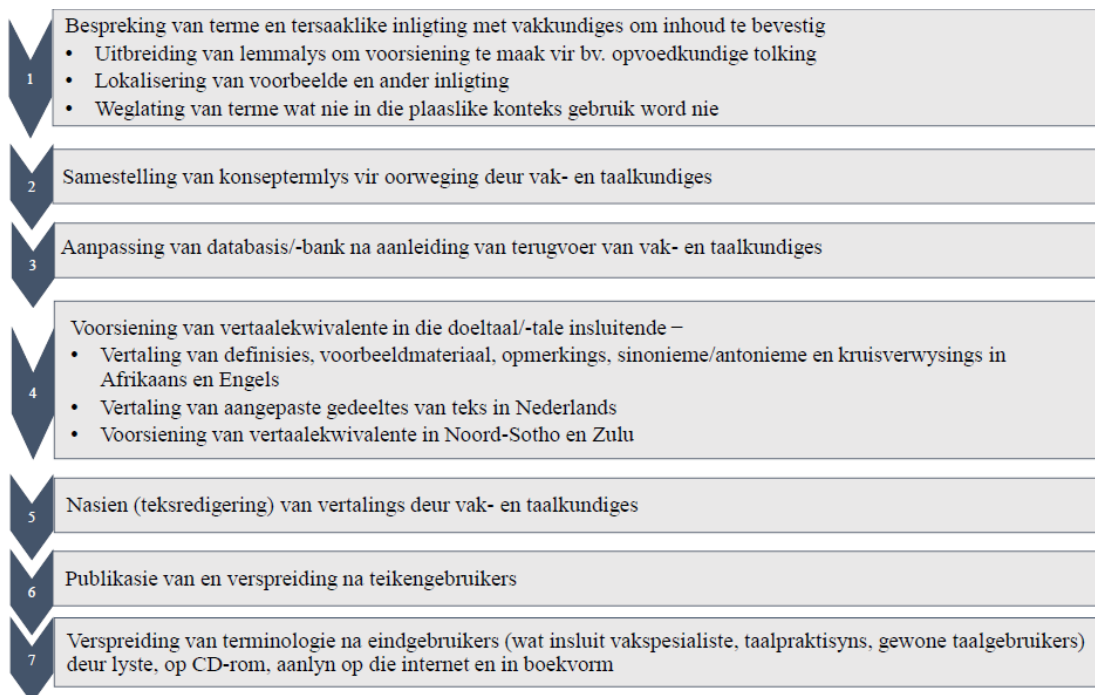 1
Bespreking van terme en tersaaklike inligting met vakkundiges om inhoud te bevestig
• Uitbreiding van lemmalys om voorsiening te maak vir bv. opvoedkundige tolking
• Lokalisering van voorbeelde en ander inligting
• Weglating van terme wat nie in die plaaslike konteks gebruik word nie
2
Samestelling van konseptermlys vir oorweging deur vak- en taalkundiges
3
Aanpassing van databasis/-bank na aanleiding van terugvoer van vak- en taalkundiges
4
Voorsiening van vertaalekwivalente in die doeltaal/-tale insluitende –
• Vertaling van definisies, voorbeeldmateriaal, opmerkings, sinonieme/antonieme en kruisverwysings in
Afrikaans en Engels
• Vertaling van aangepaste gedeeltes van teks in Nederlands
• Voorsiening van vertaalekwivalente in Noord-Sotho en Zulu
5
Nasien (teksredigering) van vertalings deur vak- en taalkundiges
6
Publikasie van en verspreiding na teikengebruikers
7
Verspreiding van terminologie na eindgebruikers (wat insluit vakspesialiste, taalpraktisyns, gewone taalgebruikers)
deur lyste, op CD-rom, aanlyn op die internet en in boekvorm